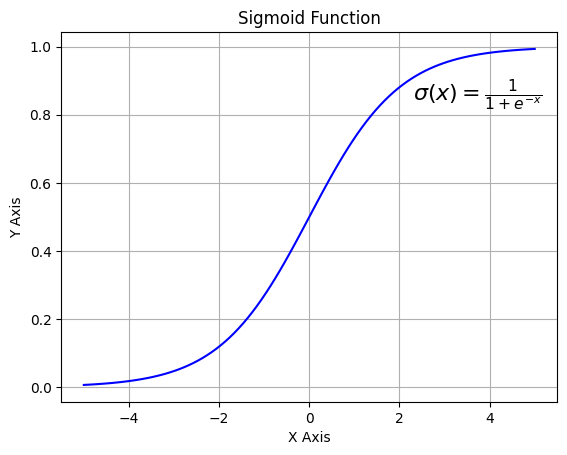 Sigmoid Function
1.0
σ(x) = 1/(1 + e^{−x})
0.8
0.6
Y Axis
0.4
0.2
0.0
−4 −2 0 2 4
X Axis